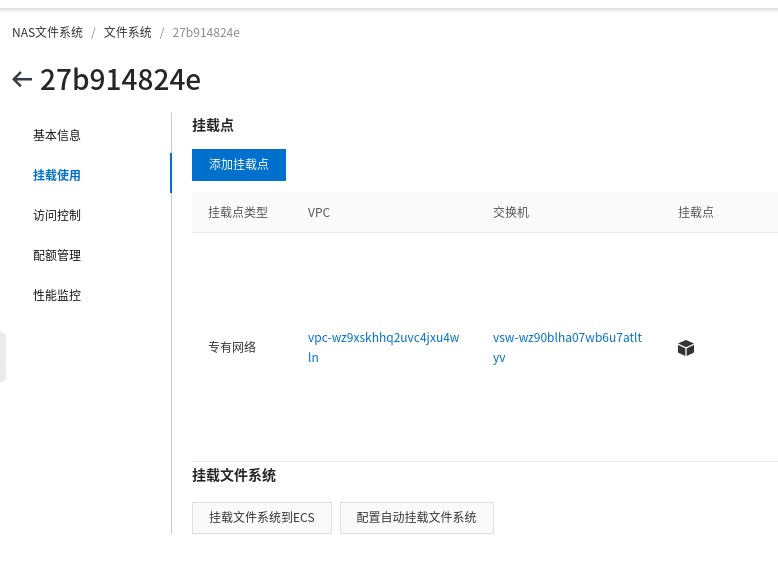 NAS文件系统 / 文件系统 / 27b914824e
27b914824e
基本信息
挂载使用
访问控制
配额管理
性能监控
挂载点
添加挂载点
挂载点类型 VPC 交换机 挂载点
专有网络
vpc-wz9xskhhq2uvc4jxu4w
ln
vsw-wz90blha07wb6u7atlt
yv
挂载文件系统
挂载文件系统到ECS 配置自动挂载文件系统